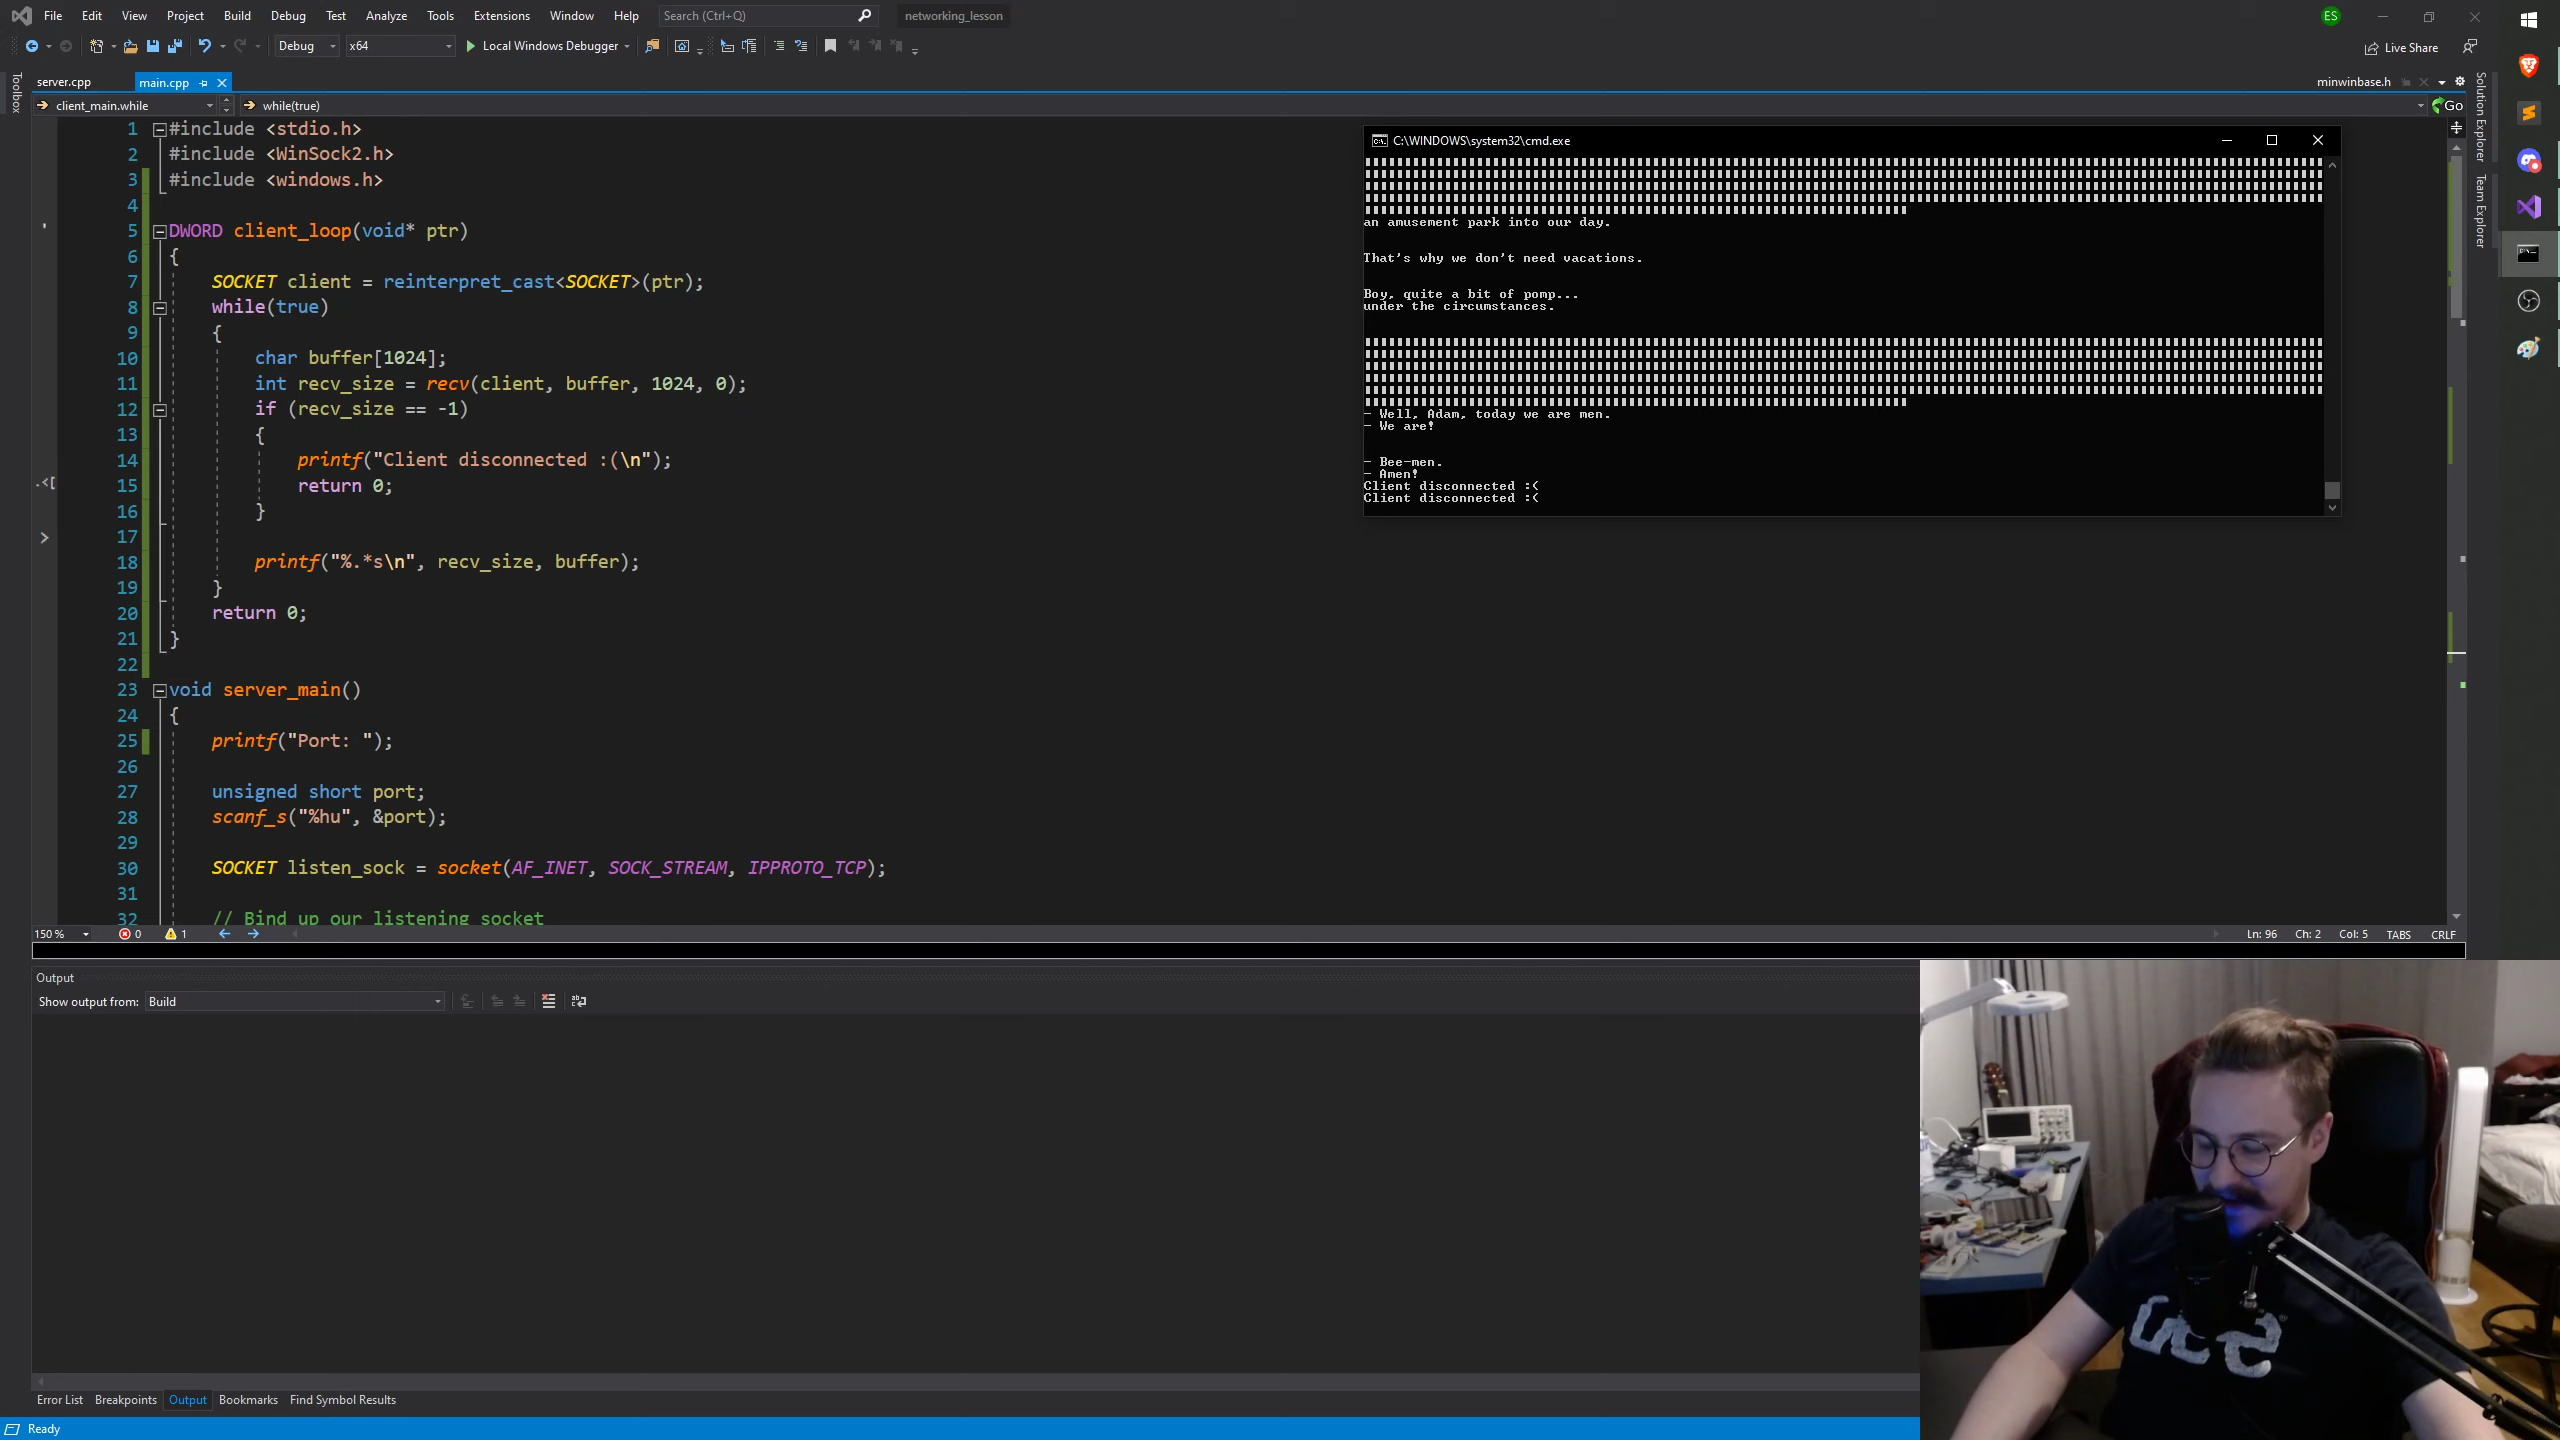 File Edit View Project Build Debug Test Analyze Tools Extensions Window Help Search (Ctrl+Q) networking_lesson ES
Debug x64 Local Windows Debugger Live Share
server.cpp main.cpp minwinbase.h
client_main.while while(true) Go
Toolbox
Solution Explorer
Team Explorer
1 #include <stdio.h>
2 #include <WinSock2.h>
3 #include <windows.h>
4
5 DWORD client_loop(void* ptr)
6 {
7 SOCKET client = reinterpret_cast<SOCKET>(ptr);
8 while(true)
9 {
10 char buffer[1024];
11 int recv_size = recv(client, buffer, 1024, 0);
12 if (recv_size == -1)
13 {
14 printf("Client disconnected :(\n");
15 return 0;
16 }
17
18 printf("%.*s\n", recv_size, buffer);
19 }
20 return 0;
21 }
22
23 void server_main()
24 {
25 printf("Port: ");
26
27 unsigned short port;
28 scanf_s("%hu", &port);
29
30 SOCKET listen_sock = socket(AF_INET, SOCK_STREAM, IPPROTO_TCP);
31
32 // Bind up our listening socket
C:\WINDOWS\system32\cmd.exe
an amusement park into our day.
That's why we don't need vacations.
Boy, quite a bit of pomp...
under the circumstances.
- Well, Adam, today we are men.
- We are!
- Bee-men.
- Amen!
Client disconnected :(
Client disconnected :(
150 % 0 1 Ln: 96 Ch: 2 Col: 5 TABS CRLF
Output
Show output from: Build
Error List Breakpoints Output Bookmarks Find Symbol Results
Ready